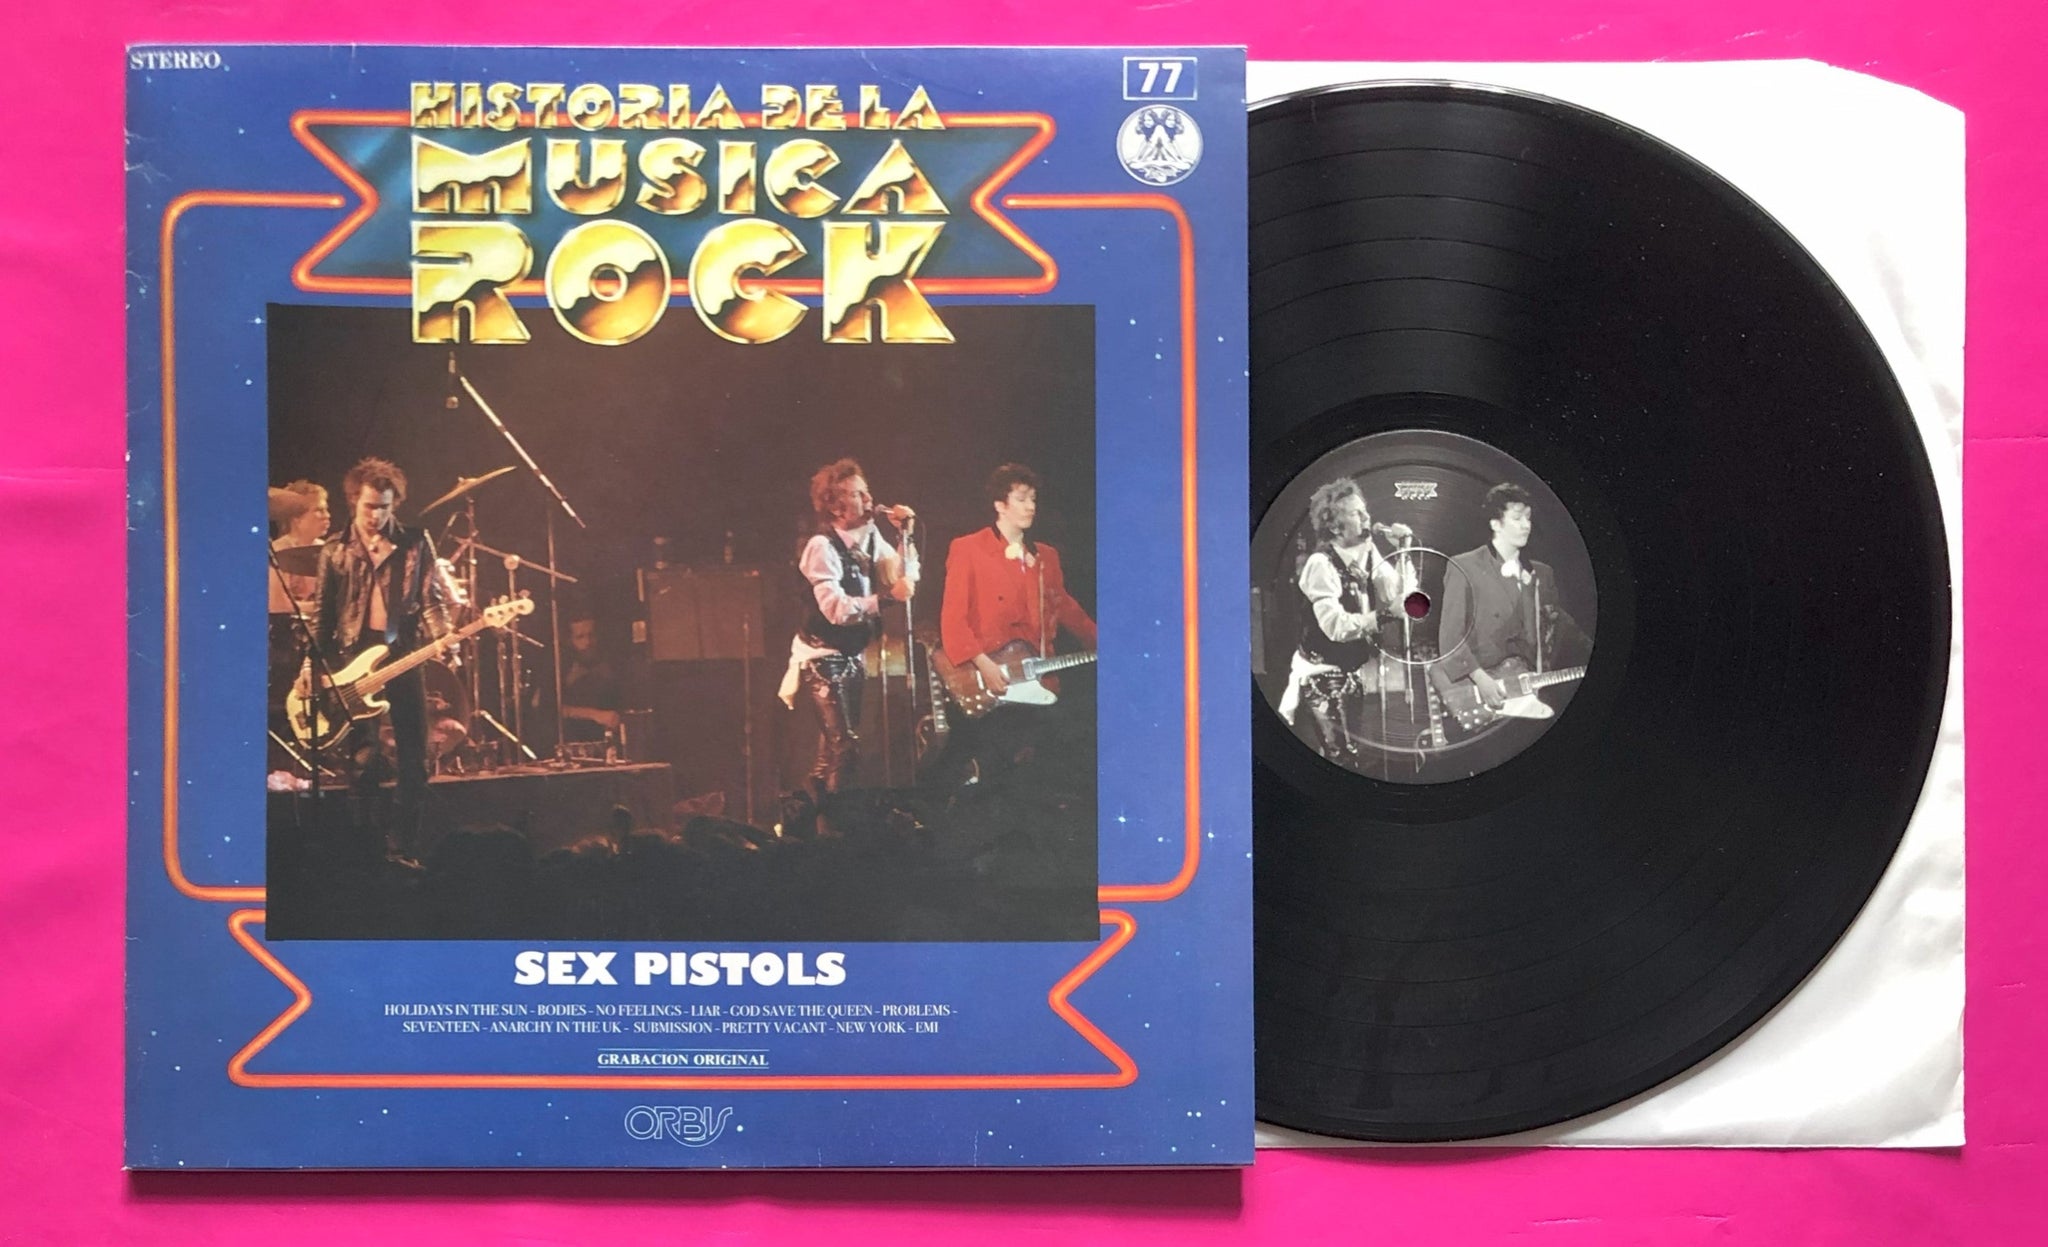 STEREO
77
HISTORIA DE LA
MUSICA
ROCK
SEX PISTOLS
HOLIDAYS IN THE SUN - BODIES - NO FEELINGS - LIAR - GOD SAVE THE QUEEN - PROBLEMS -
SEVENTEEN - ANARCHY IN THE UK - SUBMISSION - PRETTY VACANT - NEW YORK - EMI
GRABACION ORIGINAL
ORBIS